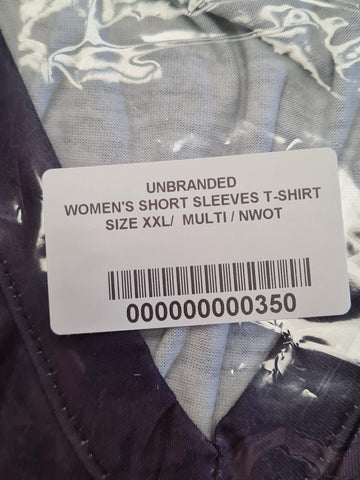 UNBRANDED
WOMEN'S SHORT SLEEVES T-SHIRT
SIZE XXL/ MULTI / NWOT
000000000350